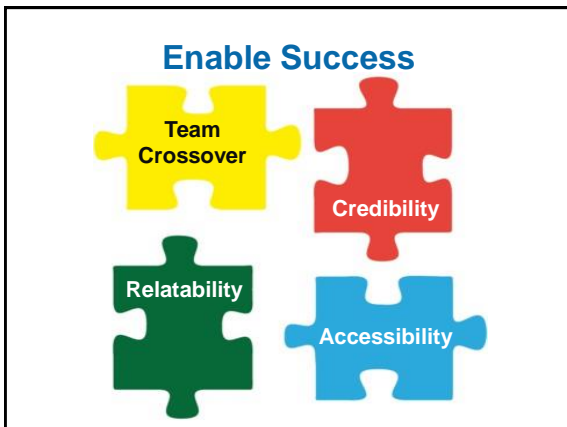 Enable Success
Team
Crossover
Credibility
Relatability
Accessibility